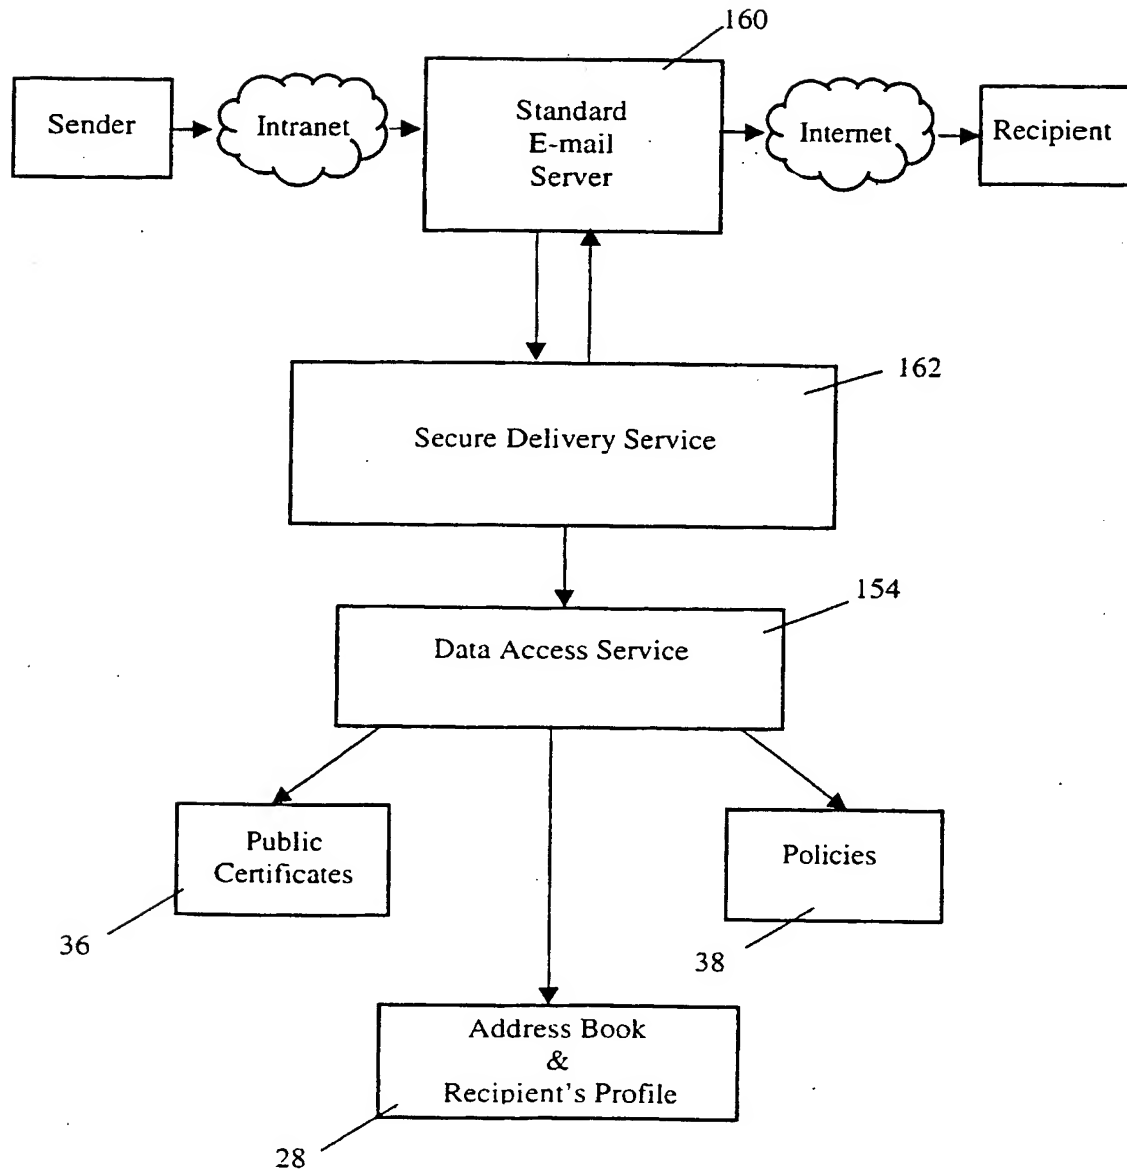 160
Sender
Intranet
Standard
E-mail
Server
Internet
Recipient
162
Secure Delivery Service
154
Data Access Service
Public
Certificates
Policies
36
38
Address Book
&
Recipient's Profile
28